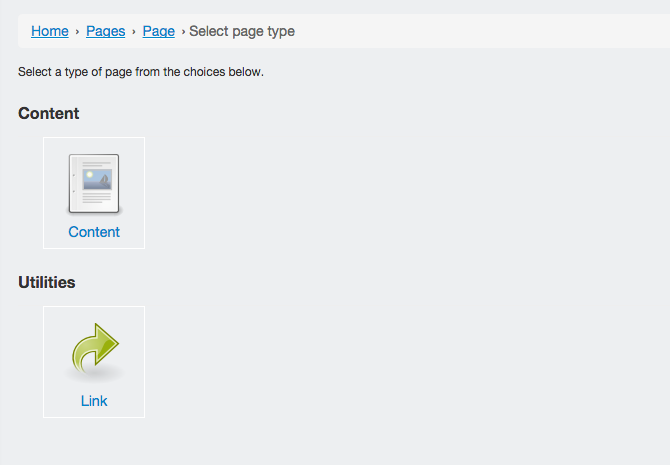 Home › Pages › Page › Select page type
Select a type of page from the choices below.
Content
Content
Utilities
Link